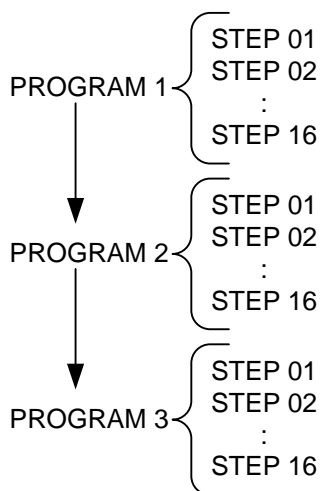 STEP 01
STEP 02
PROGRAM 1
:
STEP 16
STEP 01
STEP 02
PROGRAM 2
:
STEP 16
STEP 01
STEP 02
PROGRAM 3
:
STEP 16